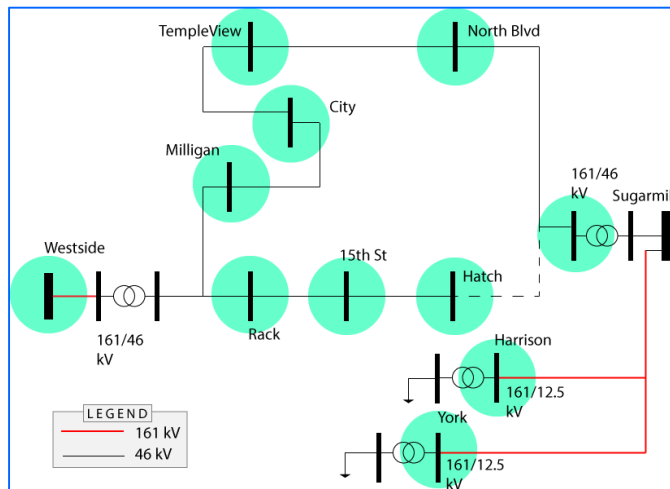 TempleView
North Blvd
City
Milligan
161/46
kV
Sugarmil
Westside
15th St
Hatch
Rack
161/46
kV
Harrison
161/12.5
kV
York
161/12.5
kV
LEGEND
161 kV
46 kV